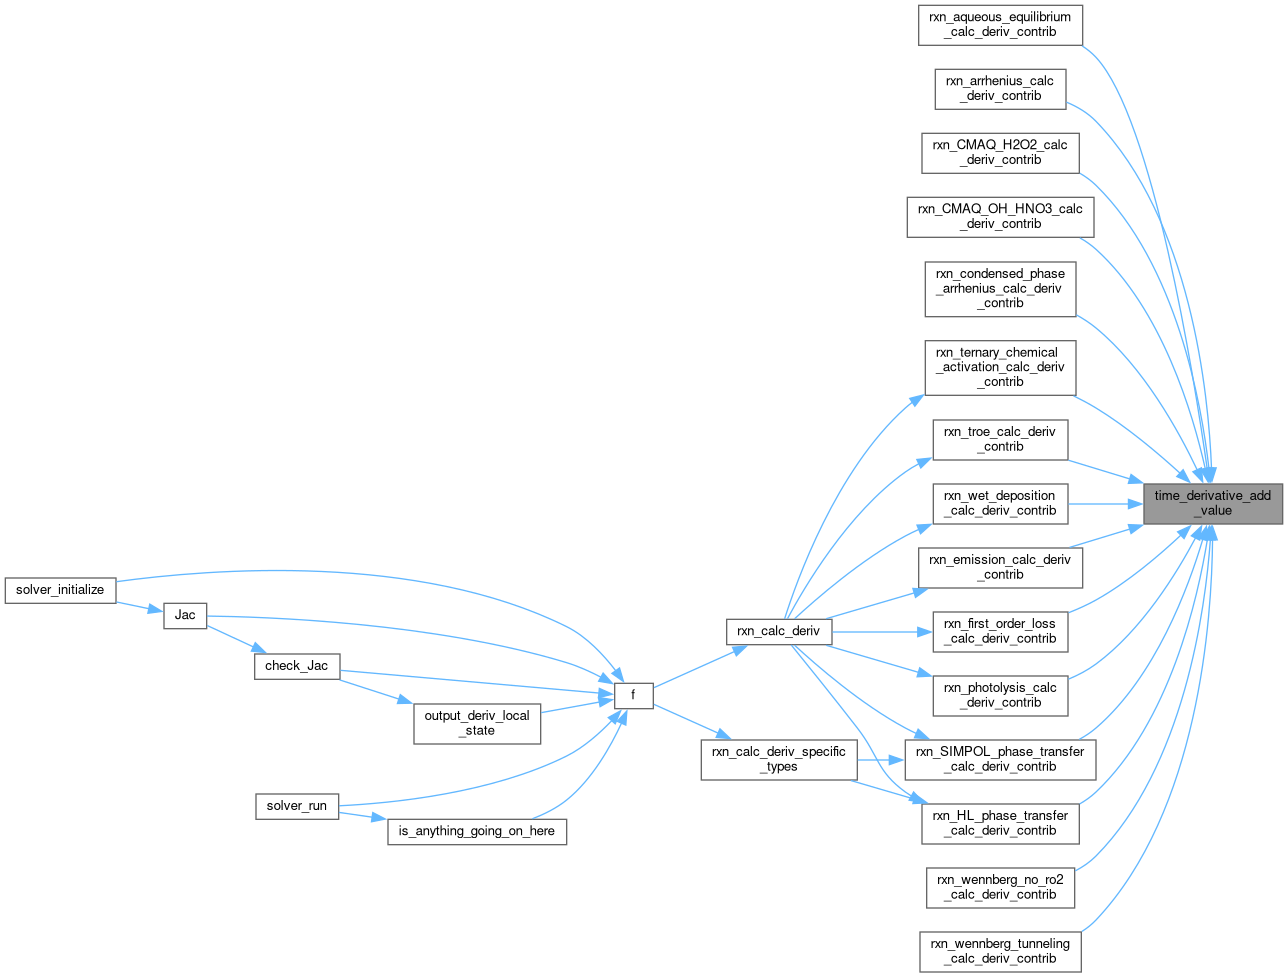 rxn_aqueous_equilibrium
_calc_deriv_contrib
rxn_arrhenius_calc
_deriv_contrib
rxn_CMAQ_H2O2_calc
_deriv_contrib
rxn_CMAQ_OH_HNO3_calc
_deriv_contrib
rxn_condensed_phase
_arrhenius_calc_deriv
_contrib
rxn_ternary_chemical
_activation_calc_deriv
_contrib
rxn_troe_calc_deriv
_contrib
rxn_wet_deposition
_calc_deriv_contrib
time_derivative_add
_value
rxn_emission_calc_deriv
_contrib
solver_initialize
Jac
rxn_calc_deriv
rxn_first_order_loss
_calc_deriv_contrib
check_Jac
f
rxn_photolysis_calc
_deriv_contrib
output_deriv_local
_state
rxn_calc_deriv_specific
_types
rxn_SIMPOL_phase_transfer
_calc_deriv_contrib
solver_run
is_anything_going_on_here
rxn_HL_phase_transfer
_calc_deriv_contrib
rxn_wennberg_no_ro2
_calc_deriv_contrib
rxn_wennberg_tunneling
_calc_deriv_contrib